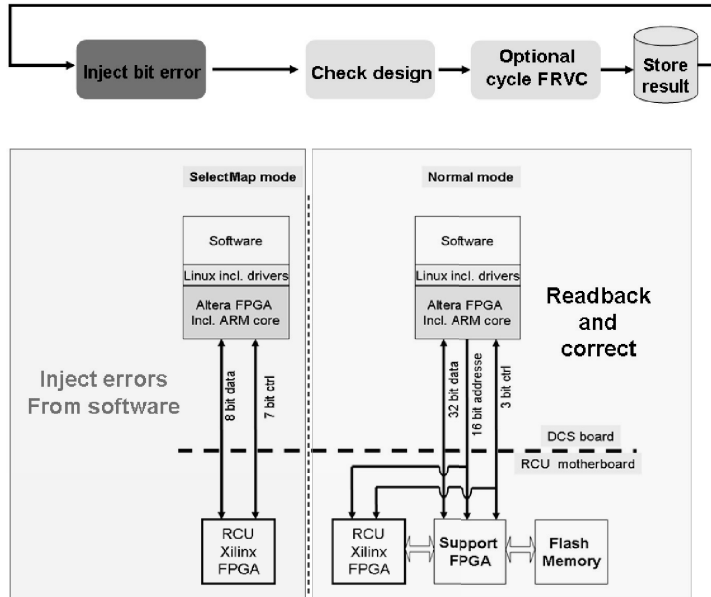 Inject bit error
Check design
Optional
cycle FRVC
Store
result
SelectMap mode
Software
Linux incl. drivers
Altera FPGA
Incl. ARM core
8 bit data
7 bit ctrl
Inject errors
From software
RCU
Xilinx
FPGA
Normal mode
Software
Linux incl. drivers
Altera FPGA
Incl. ARM core
32 bit data
16 bit addresse
3 bit ctrl
Readback
and
correct
DCS board
RCU motherboard
RCU
Xilinx
FPGA
Support
FPGA
Flash
Memory